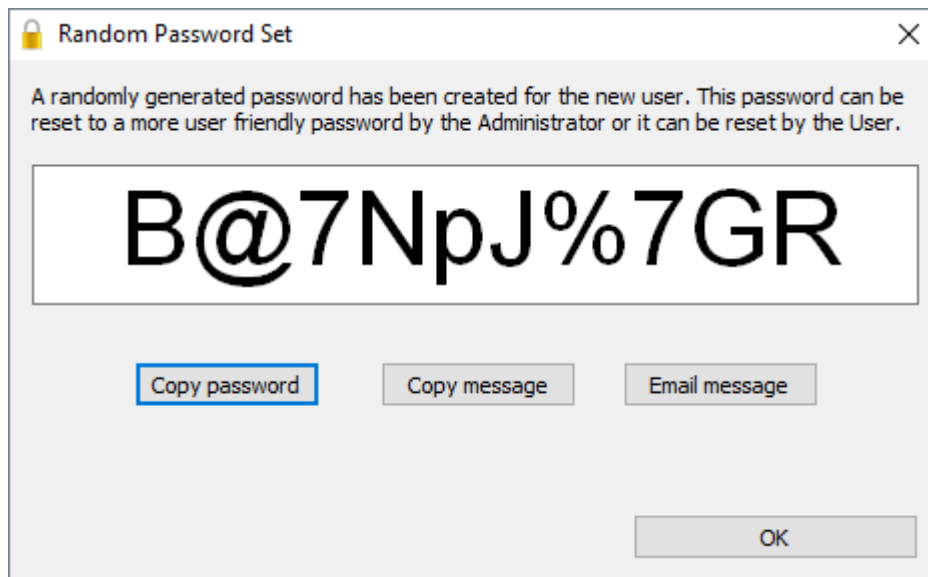 Random Password Set
A randomly generated password has been created for the new user. This password can be
reset to a more user friendly password by the Administrator or it can be reset by the User.
B@7NpJ%7GR
Copy password
Copy message
Email message
OK